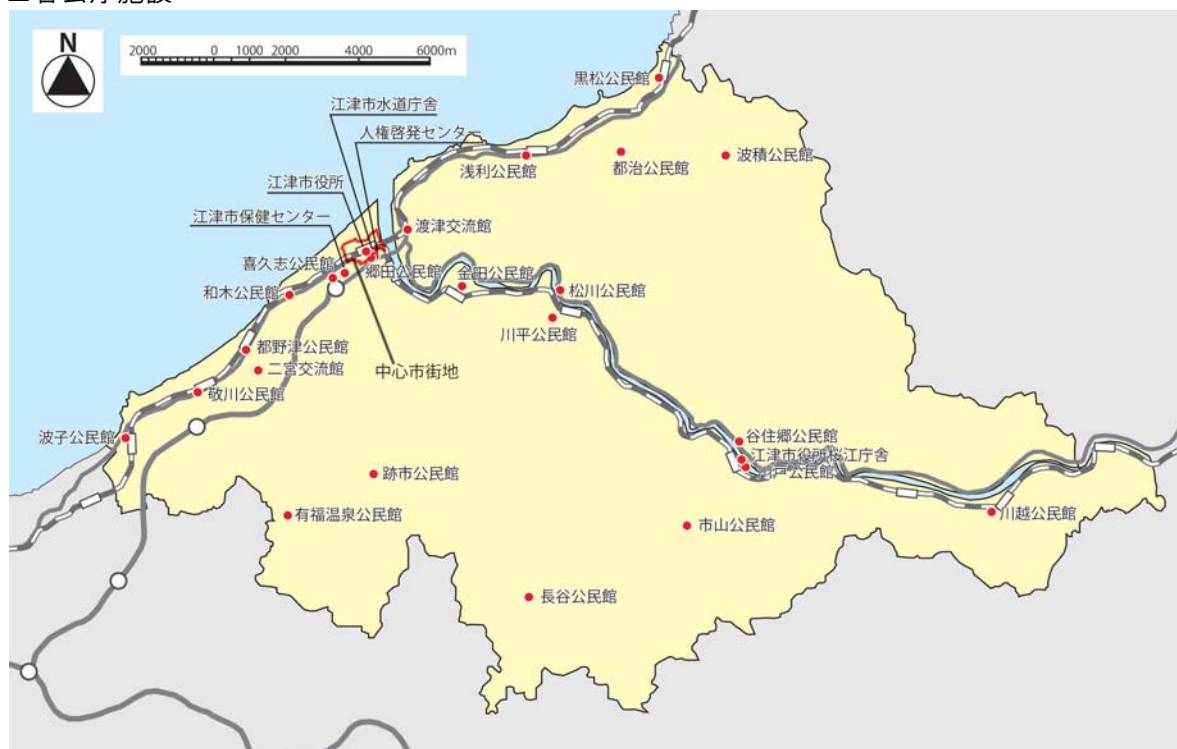 N
2000 0 1000 2000 4000 6000m
黒松公民館
江津市水道庁舎
人権啓発センター
浅利公民館
都治公民館
波積公民館
江津市役所
江津市保健センター
渡津交流館
喜久志公民館
郷田公民館
金田公民館
和木公民館
松川公民館
川平公民館
都野津公民館
二宮交流館
中心市街地
敬川公民館
波子公民館
谷住郷公民館
江津市役所桜江庁舎
跡市公民館
有福温泉公民館
市山公民館
川越公民館
長谷公民館